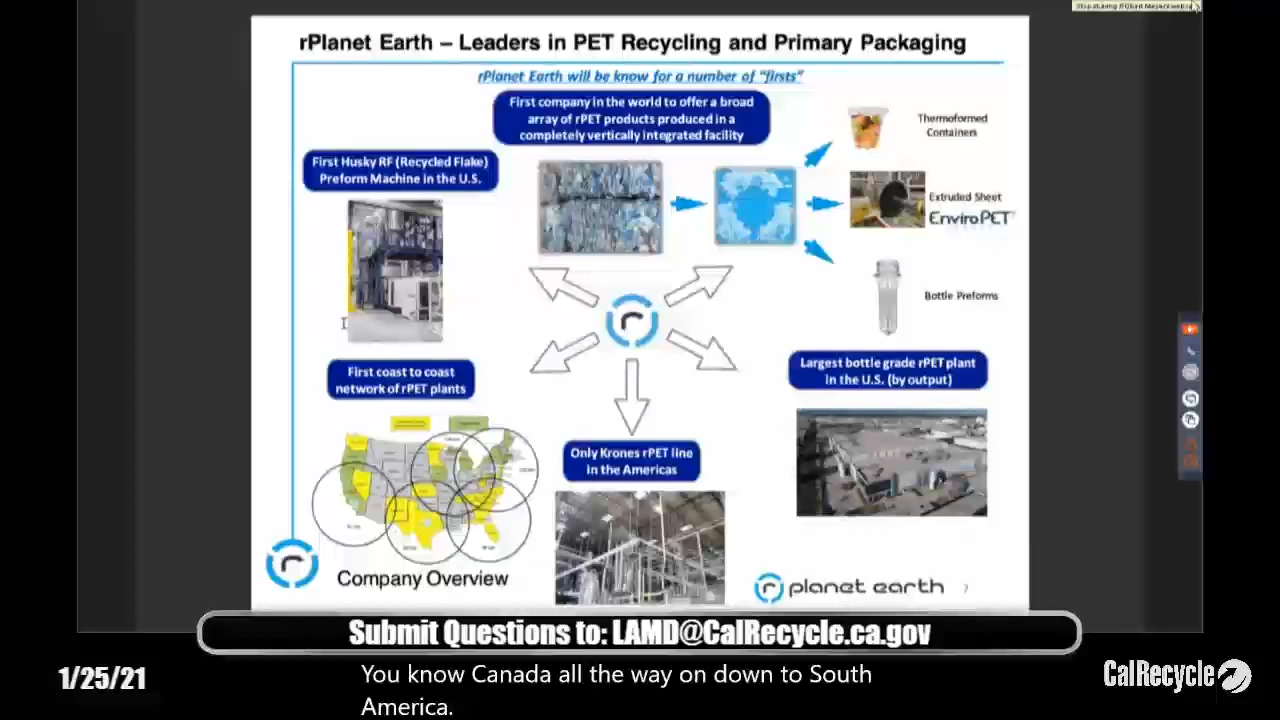 rPlanet Earth – Leaders in PET Recycling and Primary Packaging
rPlanet Earth will be know for a number of "firsts"
First company in the world to offer a broad
array of rPET products produced in a
completely vertically integrated facility
Thermoformed
Containers
First Husky RF (Recycled Flake)
Preform Machine in the U.S.
Extruded Sheet
EnviroPET
Bottle Preforms
r
First coast to coast
network of rPET plants
Largest bottle grade rPET plant
in the U.S. (by output)
Only Krones rPET line
in the Americas
r
Company Overview
r planet earth
7
Submit Questions to: LAMD@CalRecycle.ca.gov
1/25/21
You know Canada all the way on down to South
America.
CalRecycle